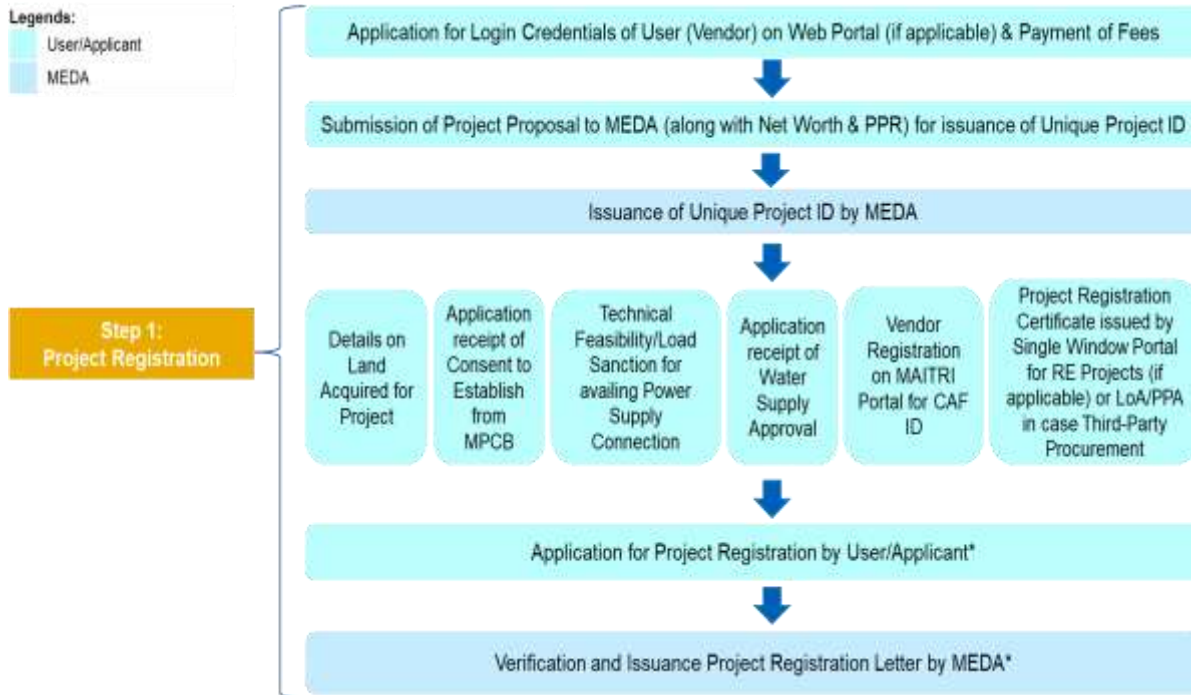 Legends:
User/Applicant
MEDA
Application for Login Credentials of User (Vendor) on Web Portal (if applicable) & Payment of Fees
Submission of Project Proposal to MEDA (along with Net Worth & PPR) for issuance of Unique Project ID
Issuance of Unique Project ID by MEDA
Step 1:
Project Registration
Details on
Land
Acquired for
Project
Application
receipt of
Consent to
Establish
from
MPCB
Technical
Feasibility/Load
Sanction for
availing Power
Supply
Connection
Application
receipt of
Water
Supply
Approval
Vendor
Registration
on MAITRI
Portal for CAF
ID
Project Registration
Certificate issued by
Single Window Portal
for RE Projects (if
applicable) or LoA/PPA
in case Third-Party
Procurement
Application for Project Registration by User/Applicant*
Verification and Issuance Project Registration Letter by MEDA*